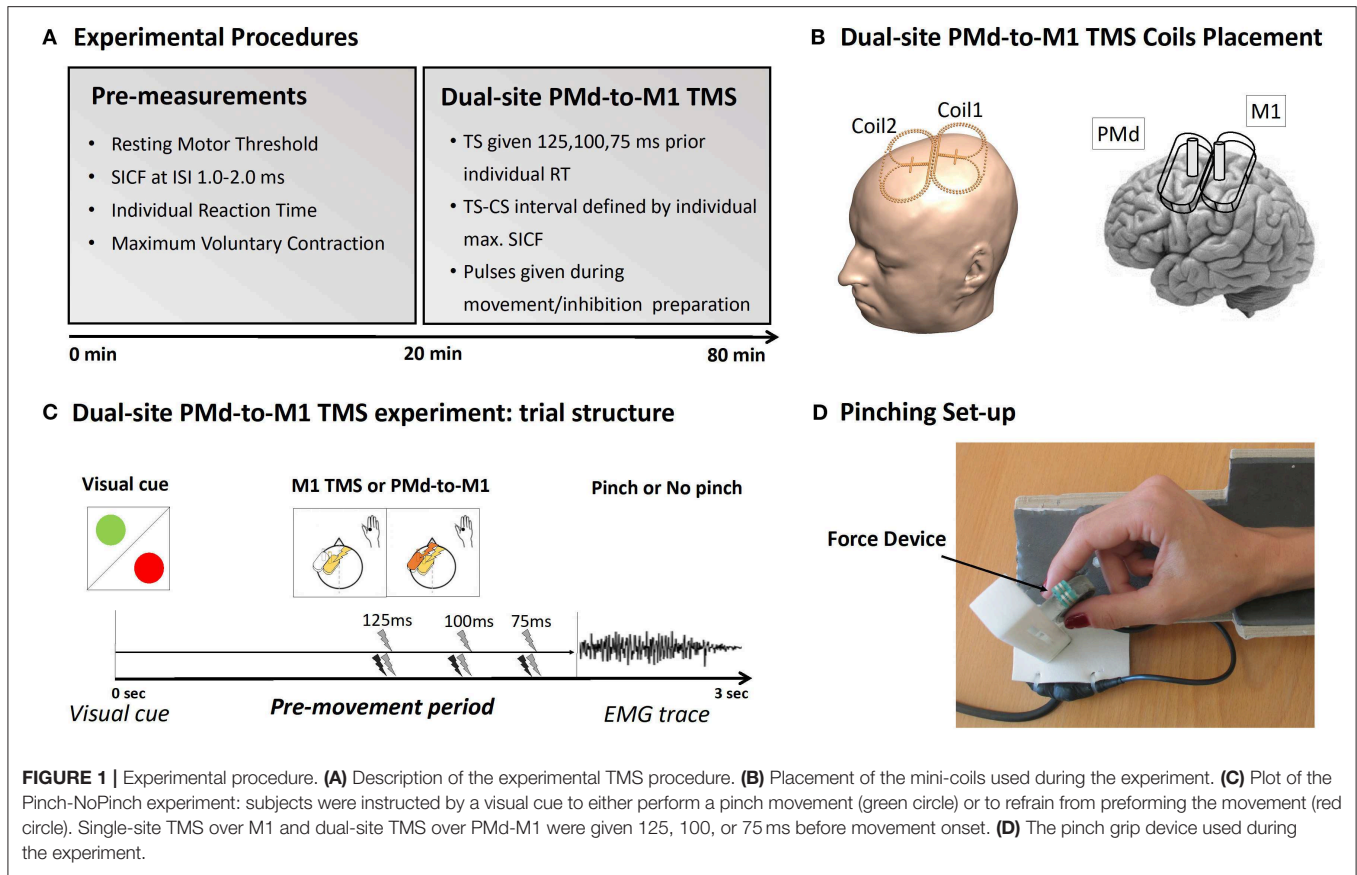 A Experimental Procedures
Pre-measurements
• Resting Motor Threshold
• SICF at ISI 1.0-2.0 ms
• Individual Reaction Time
• Maximum Voluntary Contraction
Dual-site PMd-to-M1 TMS
• TS given 125,100,75 ms prior
individual RT
• TS-CS interval defined by individual
max. SICF
• Pulses given during
movement/inhibition preparation
0 min 20 min 80 min
B Dual-site PMd-to-M1 TMS Coils Placement
Coil2 Coil1
PMd M1
C Dual-site PMd-to-M1 TMS experiment: trial structure
Visual cue M1 TMS or PMd-to-M1 Pinch or No pinch
125ms 100ms 75ms
0 sec 3 sec
Visual cue Pre-movement period EMG trace
D Pinching Set-up
Force Device
FIGURE 1 | Experimental procedure. (A) Description of the experimental TMS procedure. (B) Placement of the mini-coils used during the experiment. (C) Plot of the
Pinch-NoPinch experiment: subjects were instructed by a visual cue to either perform a pinch movement (green circle) or to refrain from preforming the movement (red
circle). Single-site TMS over M1 and dual-site TMS over PMd-M1 were given 125, 100, or 75 ms before movement onset. (D) The pinch grip device used during
the experiment.